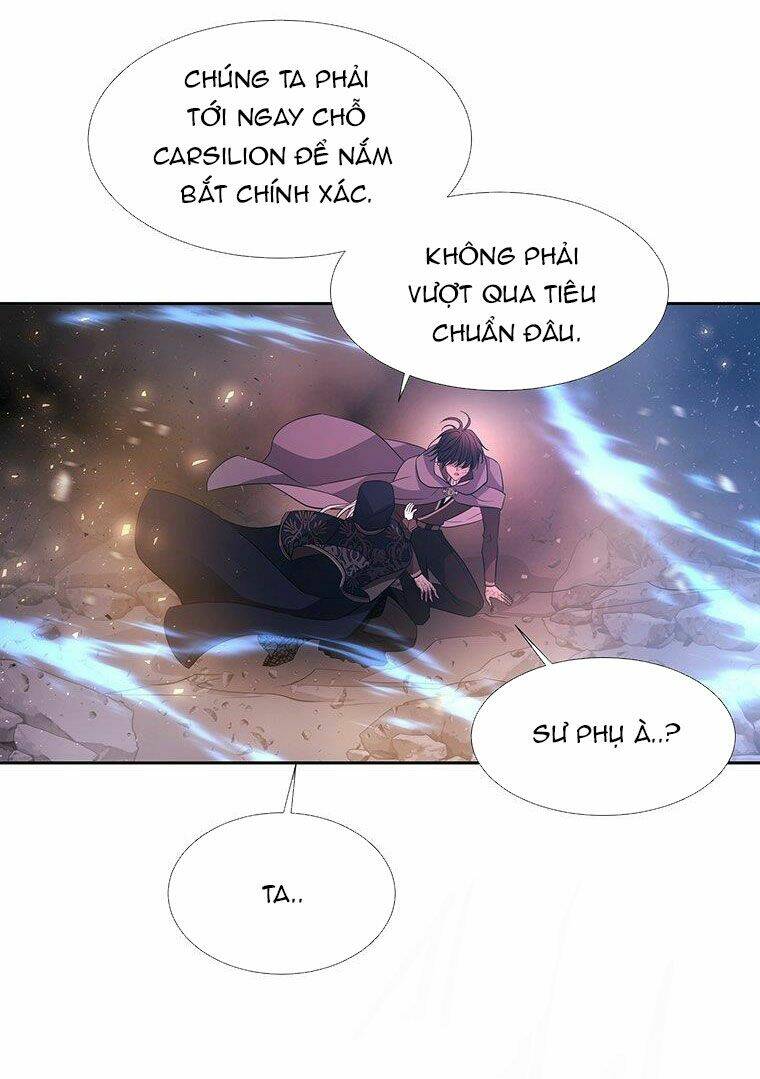 CHÚNG TA PHẢI
TỚI NGAY CHỖ
CARSILION ĐỂ NẮM
BẮT CHÍNH XÁC.
KHÔNG PHẢI
VƯỢT QUA TIÊU
CHUẨN ĐÂU.
SƯ PHỤ À..?
TA..